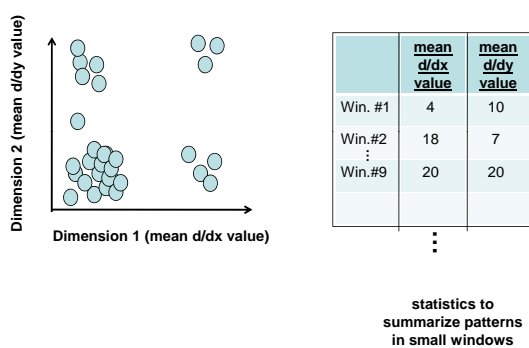 Dimension 2 (mean d/dy value)
Dimension 1 (mean d/dx value)
mean mean
d/dx d/dy
value value
Win. #1 4 10
Win.#2 18 7
⋮
Win.#9 20 20
⋮
statistics to
summarize patterns
in small windows